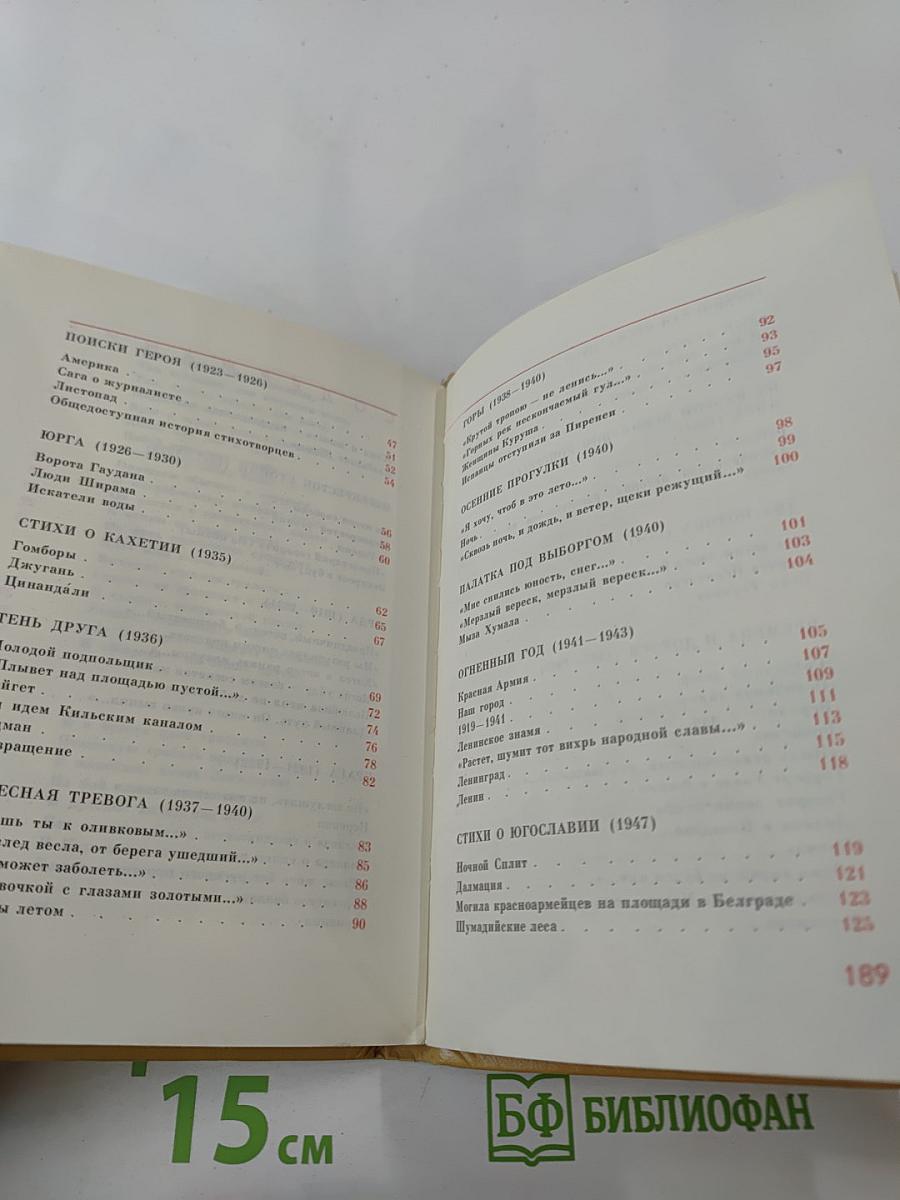 ПОИСКИ ГЕРОЯ (1923—1926)
Америка . . . 47
Сага о журналисте . . . 51
Листопад . . . 52
Общедоступная история стихотворцев . . . 54
ЮРГА (1926—1930)
Ворота Гаудана . . . 56
Люди Ширама . . . 58
Искатели воды . . . 60
СТИХИ О КАХЕТИИ (1935)
Гомборы . . . 62
Джугань . . . 65
Цинанда́ли . . . 67
ТЕНЬ ДРУГА (1936)
Молодой подпольщик . . . 69
Плывет над площадью пустой...» . . . 72
йгет . . . 74
идем Кильским каналом . . . 76
дман . . . 78
звращение . . . 82
ЕСНАЯ ТРЕВОГА (1937—1940)
шь ты к оливковым...» . . . 83
след весла, от берега ушедший...» . . . 85
может заболеть...» . . . 86
вочкой с глазами золотыми...» . . . 88
ы летом . . . 90
ГОРЫ (1938—1940)
«Крутой тропою — не ленись...» . . . 92
«Горных рек нескончаемый гул...» . . . 93
Женщины Куруша . . . 95
Испанцы отступили за Пиренеи . . . 97
ОСЕННИЕ ПРОГУЛКИ (1940)
«Я хочу, чтоб в это лето...» . . . 98
Ночь . . . 99
«Сквозь ночь, и дождь, и ветер, щеки режущий...» 100
ПАЛАТКА ПОД ВЫБОРГОМ (1940)
«Мне снились юность, снег...» . . . 101
«Мерзлый вереск, мерзлый вереск...» . . . 103
Мыза Хумала . . . 104
ОГНЕННЫЙ ГОД (1941—1943)
Красная Армия . . . 105
Наш город . . . 107
1919—1941 . . . 109
Ленинское знамя . . . 111
«Растет, шумит тот вихрь народной славы...» . 113
Ленинград . . . 115
Ленин . . . 118
СТИХИ О ЮГОСЛАВИИ (1947)
Ночной Сплит . . . 119
Далмация . . . 121
Могила красноармейцев на площади в Белграде . 123
Шумадийские леса . . . 125
189
15 см
БФ БИБЛИОФАН